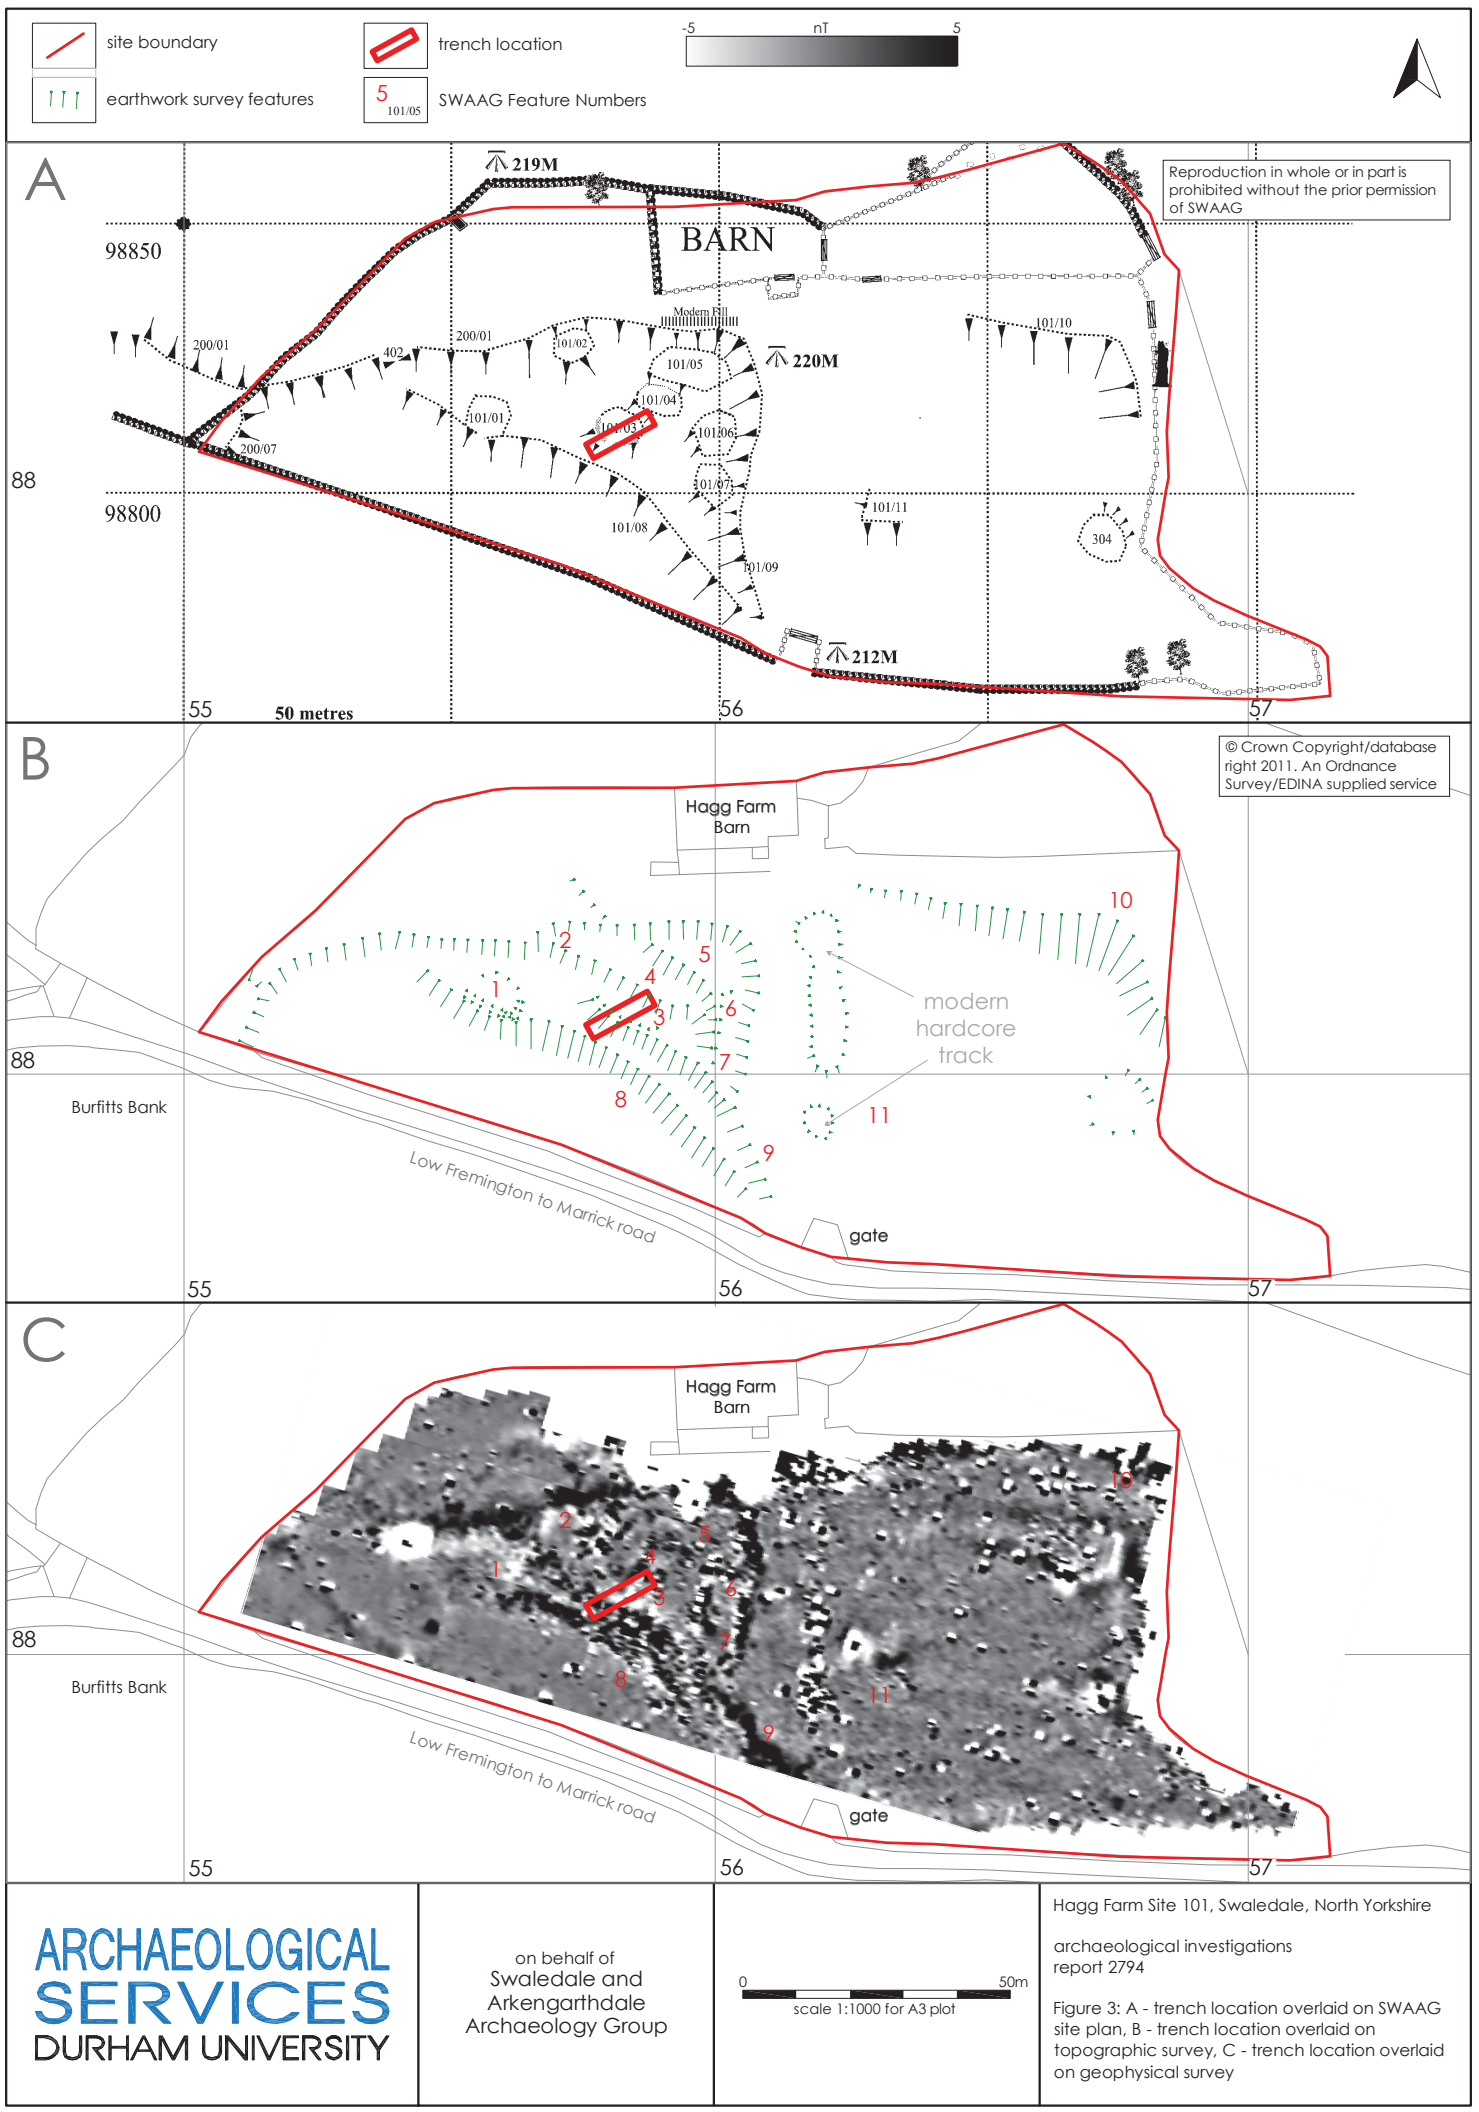 site boundary
earthwork survey features
trench location
5
101/05
SWAAG Feature Numbers
-5
nT
5
A
Reproduction in whole or in part is
prohibited without the prior permission
of SWAAG
219M
98850
BARN
Modern Fill
200/01
402
200/01
101/02
101/05
220M
101/10
101/04
101/01
101/03
101/06
200/07
88
98800
101/07
101/08
101/11
304
101/09
212M
55
50 metres
56
57
B
© Crown Copyright/database
right 2011. An Ordnance
Survey/EDINA supplied service
Hagg Farm
Barn
10
2
5
4
1
3
6
modern
hardcore
track
7
88
Burfitts Bank
8
11
9
Low Fremington to Marrick road
gate
55
56
57
C
Hagg Farm
Barn
10
2
5
4
1
6
3
7
88
Burfitts Bank
8
11
9
Low Fremington to Marrick road
gate
55
56
57
ARCHAEOLOGICAL
SERVICES
DURHAM UNIVERSITY
on behalf of
Swaledale and
Arkengarthdale
Archaeology Group
0
50m
scale 1:1000 for A3 plot
Hagg Farm Site 101, Swaledale, North Yorkshire
archaeological investigations
report 2794
Figure 3: A - trench location overlaid on SWAAG
site plan, B - trench location overlaid on
topographic survey, C - trench location overlaid
on geophysical survey